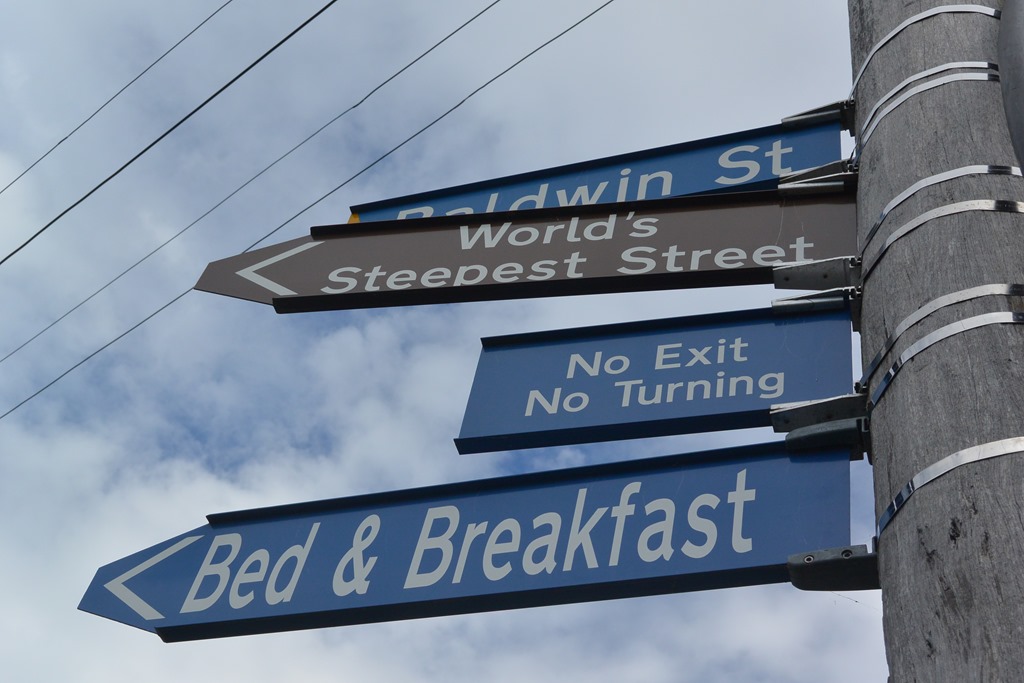 Baldwin St
World's
Steepest Street
No Exit
No Turning
Bed & Breakfast